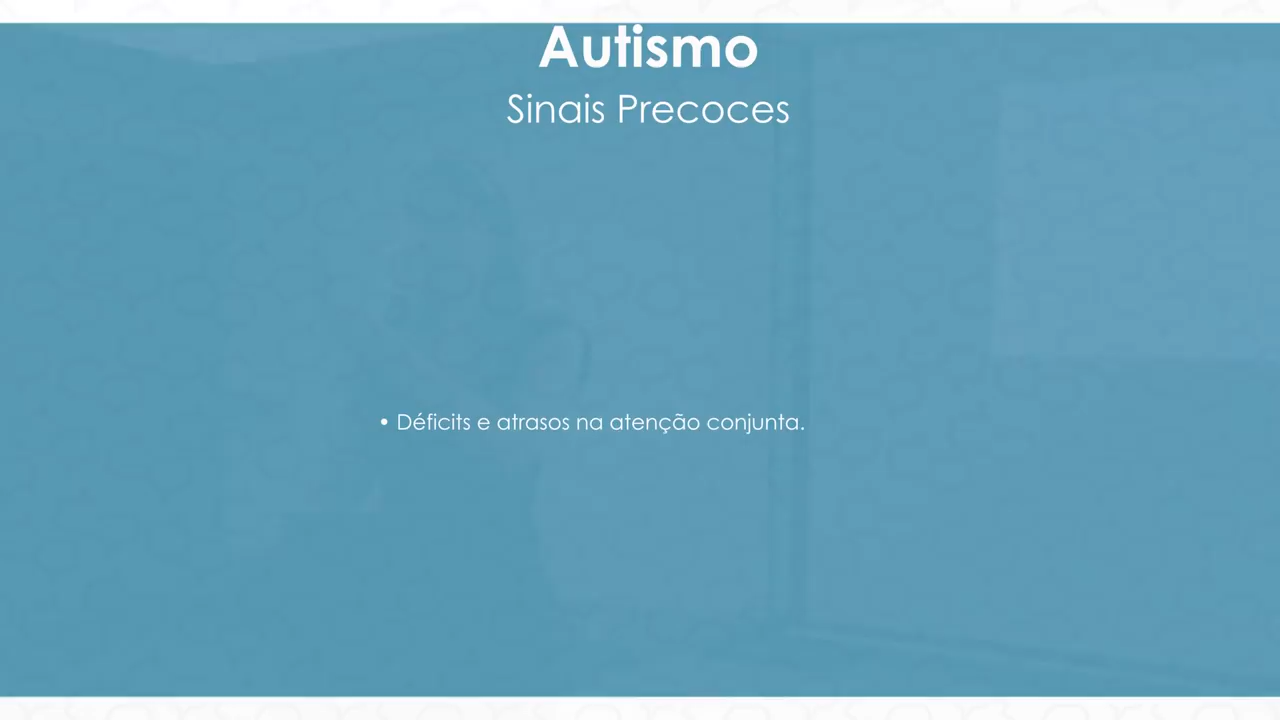 Autismo
Sinais Precoces
• Déficits e atrasos na atenção conjunta.